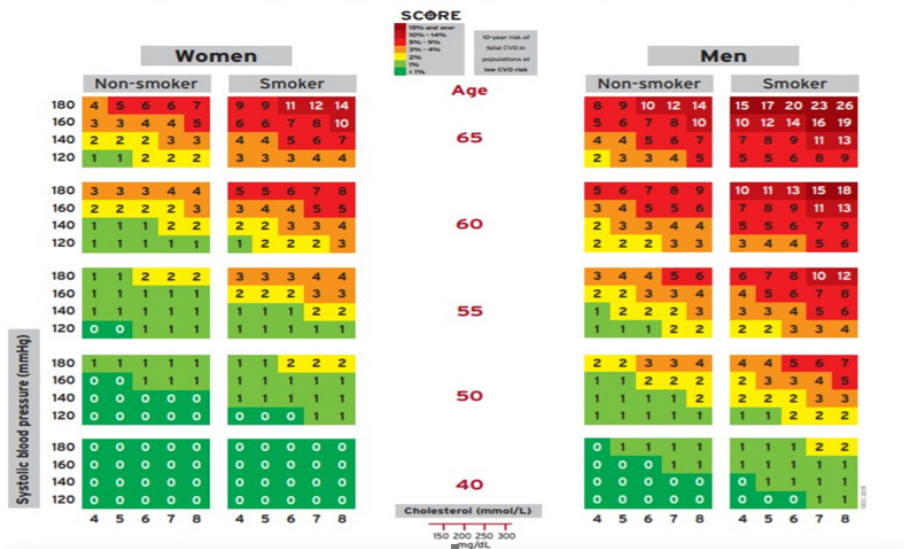 SCORE
15% and over
10% - 14%
5% - 9%
3% - 4%
2%
1%
< 1%
10-year risk of
fatal CVD in
populations at
low CVD risk
Women
Men
Non-smoker Smoker Age Non-smoker Smoker
180 4 5 6 6 7 9 9 11 12 14 8 9 10 12 14 15 17 20 23 26
160 3 3 4 4 5 6 6 7 8 10 5 6 7 8 10 10 12 14 16 19
65
140 2 2 2 3 3 4 4 5 6 7 4 4 5 6 7 7 8 9 11 13
120 1 1 2 2 2 3 3 3 4 4 2 3 3 4 5 5 5 6 8 9
180 3 3 3 4 4 5 5 6 7 8 5 6 7 8 9 10 11 13 15 18
160 2 2 2 2 3 3 4 4 5 5 3 4 5 5 6 7 8 9 11 13
60
140 1 1 1 2 2 2 2 3 3 4 2 3 3 4 4 5 5 6 7 9
120 1 1 1 1 1 1 2 2 2 3 2 2 2 3 3 3 4 4 5 6
180 1 1 2 2 2 3 3 3 4 4 3 4 4 5 6 6 7 8 10 12
160 1 1 1 1 1 2 2 2 3 3 2 2 3 3 4 4 5 6 7 8
55
140 1 1 1 1 1 1 1 1 2 2 1 2 2 2 3 3 3 4 5 6
120 0 0 1 1 1 1 1 1 1 1 1 1 1 2 2 2 2 3 3 4
180 1 1 1 1 1 1 1 2 2 2 2 2 3 3 4 4 4 5 6 7
160 0 0 1 1 1 1 1 1 1 1 1 1 2 2 2 2 3 3 4 5
50
140 0 0 0 0 0 1 1 1 1 1 1 1 1 1 2 2 2 2 3 3
120 0 0 0 0 0 0 0 0 1 1 1 1 1 1 1 1 1 2 2 2
180 0 0 0 0 0 0 0 0 0 0 0 1 1 1 1 1 1 1 2 2
160 0 0 0 0 0 0 0 0 0 0 0 0 0 1 1 1 1 1 1 1
40
140 0 0 0 0 0 0 0 0 0 0 0 0 0 0 0 0 1 1 1 1
120 0 0 0 0 0 0 0 0 0 0 0 0 0 0 0 0 0 0 1 1
4 5 6 7 8 4 5 6 7 8 4 5 6 7 8 4 5 6 7 8
Systolic blood pressure (mmHg)
Cholesterol (mmol/L)
150 200 250 300
mg/dL